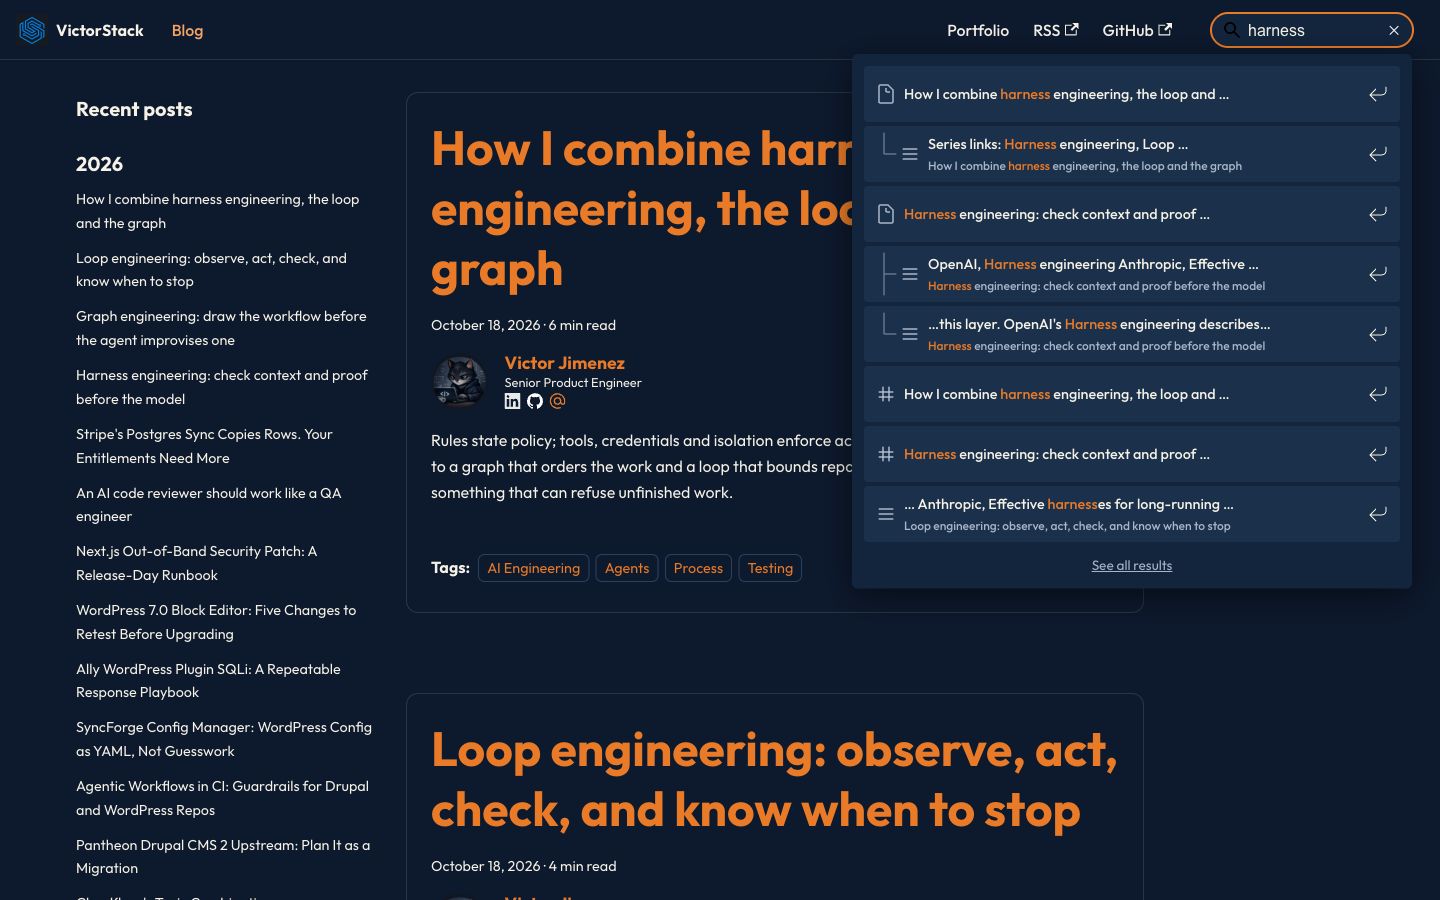 VictorStack
Blog
Portfolio
RSS
GitHub
harness
Recent posts
2026
How I combine harness engineering, the loop
and the graph
Loop engineering: observe, act, check, and
know when to stop
Graph engineering: draw the workflow before
the agent improvises one
Harness engineering: check context and proof
before the model
Stripe's Postgres Sync Copies Rows. Your
Entitlements Need More
An AI code reviewer should work like a QA
engineer
Next.js Out-of-Band Security Patch: A
Release-Day Runbook
WordPress 7.0 Block Editor: Five Changes to
Retest Before Upgrading
Ally WordPress Plugin SQLi: A Repeatable
Response Playbook
SyncForge Config Manager: WordPress Config
as YAML, Not Guesswork
Agentic Workflows in CI: Guardrails for Drupal
and WordPress Repos
Pantheon Drupal CMS 2 Upstream: Plan It as a
Migration
How I combine harr
engineering, the loo
graph
October 18, 2026 · 6 min read
Victor Jimenez
Senior Product Engineer
Rules state policy; tools, credentials and isolation enforce ac
to a graph that orders the work and a loop that bounds repa
something that can refuse unfinished work.
Tags: AI Engineering Agents Process Testing
Loop engineering: observe, act,
check, and know when to stop
October 18, 2026 · 4 min read
How I combine harness engineering, the loop and ...
Series links: Harness engineering, Loop ...
How I combine harness engineering, the loop and the graph
Harness engineering: check context and proof ...
OpenAI, Harness engineering Anthropic, Effective ...
Harness engineering: check context and proof before the model
...this layer. OpenAI's Harness engineering describes...
Harness engineering: check context and proof before the model
How I combine harness engineering, the loop and ...
Harness engineering: check context and proof ...
... Anthropic, Effective harnesses for long-running ...
Loop engineering: observe, act, check, and know when to stop
See all results